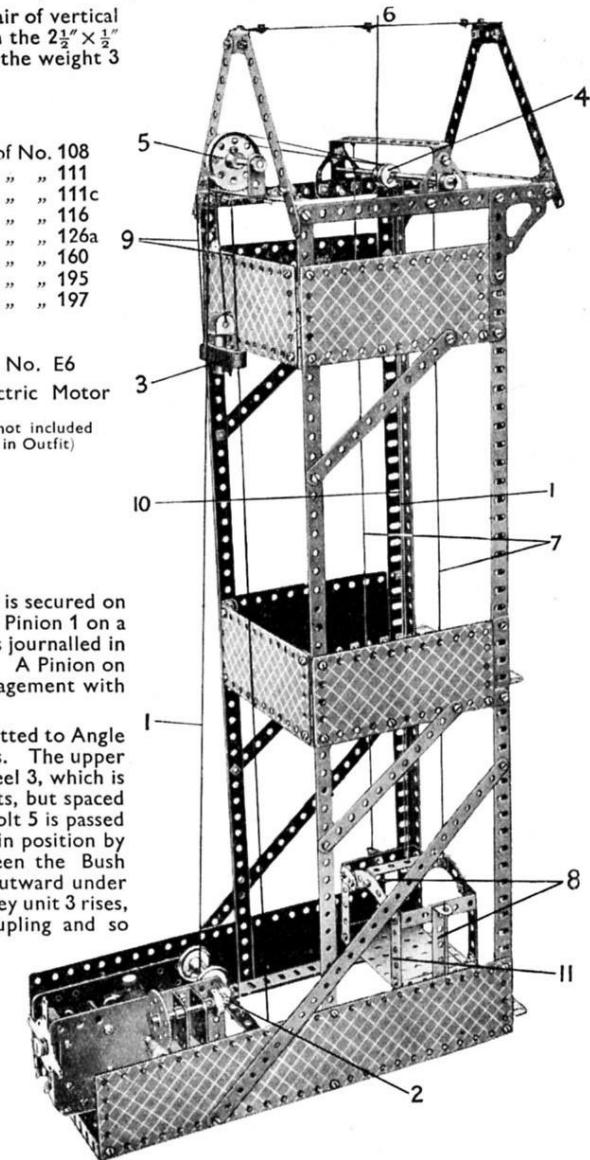 air of vertical
n the 2½″ × ½″
the weight 3
of No. 108
„ „ 111
„ „ 111c
„ „ 116
„ „ 126a
„ „ 160
„ „ 195
„ „ 197
No. E6
ctric Motor
not included
in Outfit)
is secured on
Pinion 1 on a
s journalled in
A Pinion on
agement with
tted to Angle
s. The upper
eel 3, which is
ts, but spaced
olt 5 is passed
in position by
een the Bush
utward under
ey unit 3 rises,
upling and so
6
4
5
9
3
10
1
7
1
8
11
2